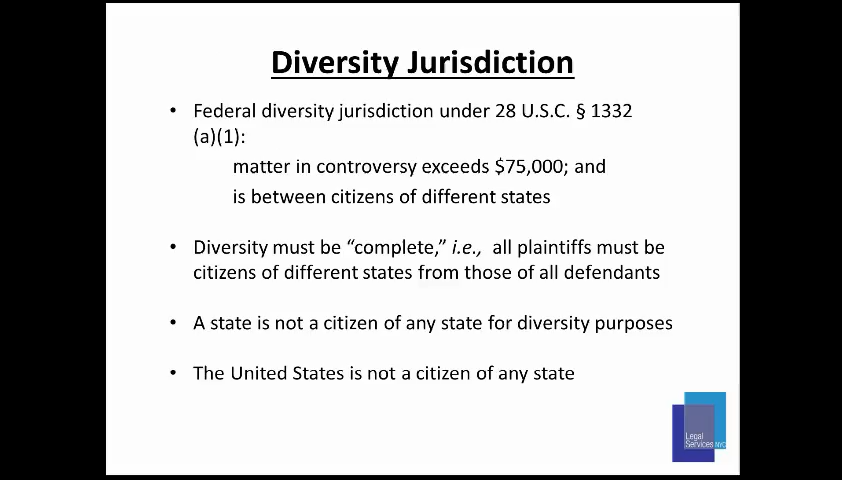 Diversity Jurisdiction
• Federal diversity jurisdiction under 28 U.S.C. § 1332
(a)(1):
matter in controversy exceeds $75,000; and
is between citizens of different states
• Diversity must be “complete,” i.e., all plaintiffs must be
citizens of different states from those of all defendants
• A state is not a citizen of any state for diversity purposes
• The United States is not a citizen of any state
Legal
Services NYC